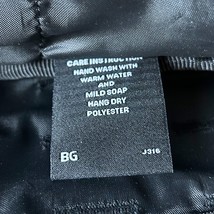 CARE INSTRUCTION
HAND WASH WITH
WARM WATER
AND
MILD SOAP
HANG DRY
POLYESTER
BG J316